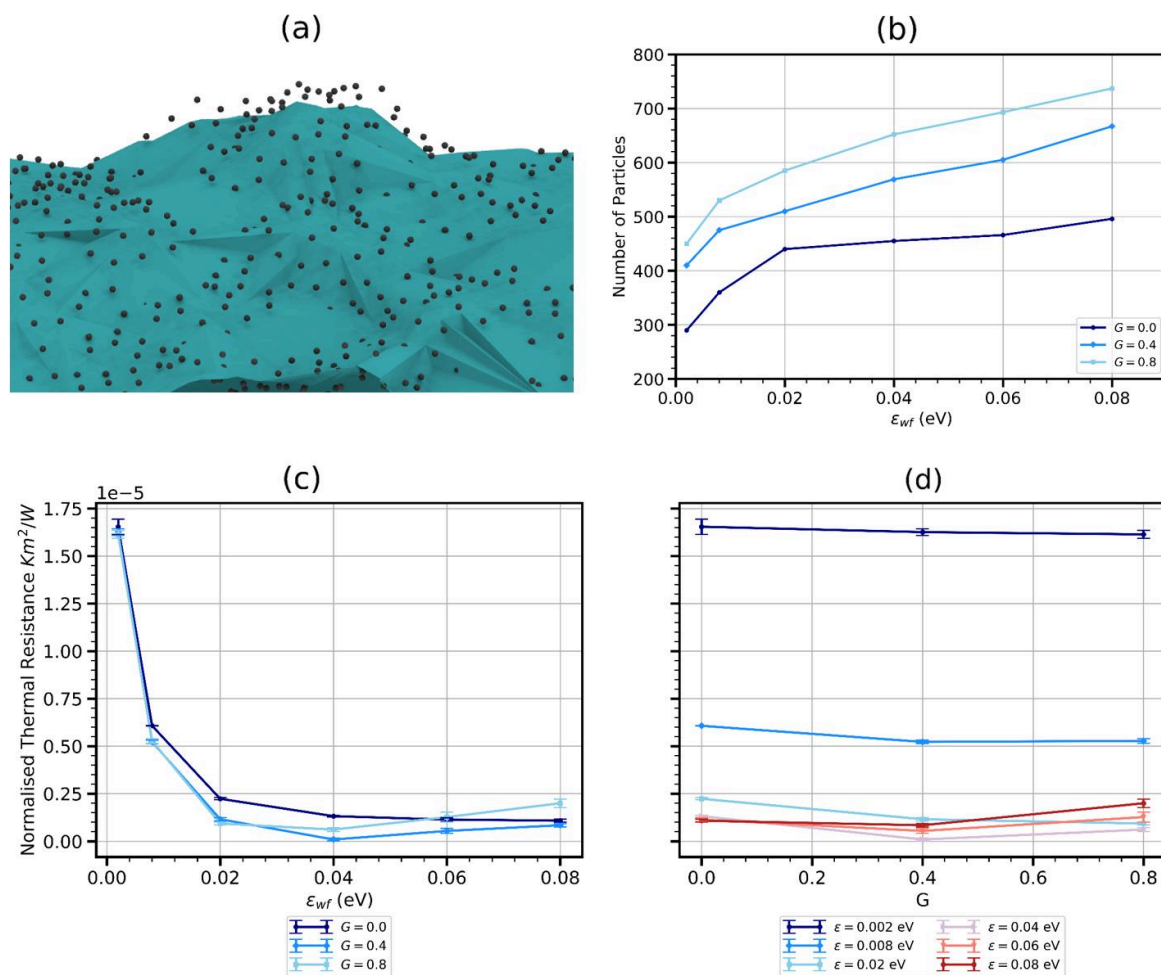 (a)
(b)
800
700
600
500
400
300
200
Number of Particles
0.00 0.02 0.04 0.06 0.08
ε_wf (eV)
G = 0.0
G = 0.4
G = 0.8
(c)
1e−5
1.75
1.50
1.25
1.00
0.75
0.50
0.25
0.00
Normalised Thermal Resistance Km²/W
0.00 0.02 0.04 0.06 0.08
ε_wf (eV)
G = 0.0
G = 0.4
G = 0.8
(d)
0.0 0.2 0.4 0.6 0.8
G
ε = 0.002 eV
ε = 0.008 eV
ε = 0.02 eV
ε = 0.04 eV
ε = 0.06 eV
ε = 0.08 eV